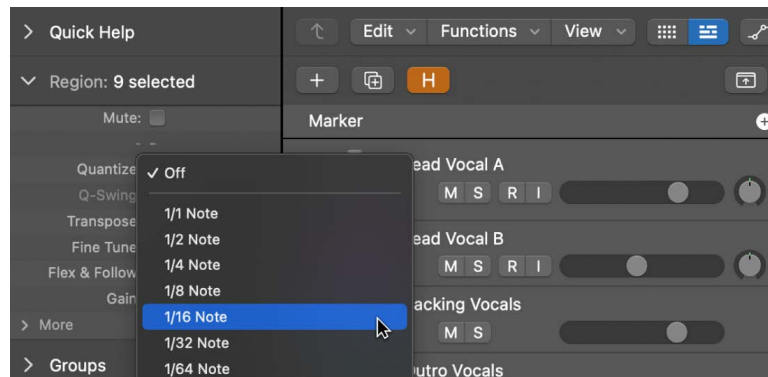 Quick Help
Edit Functions View
Region: 9 selected
H
Mute:
Marker
Quantize
Off
Q-Swing
Transpose
Fine Tune
Flex & Follow
Gain
More
Groups
1/1 Note
1/2 Note
1/4 Note
1/8 Note
1/16 Note
1/32 Note
1/64 Note
ead Vocal A
M S R I
ead Vocal B
M S R I
acking Vocals
M S
utro Vocals